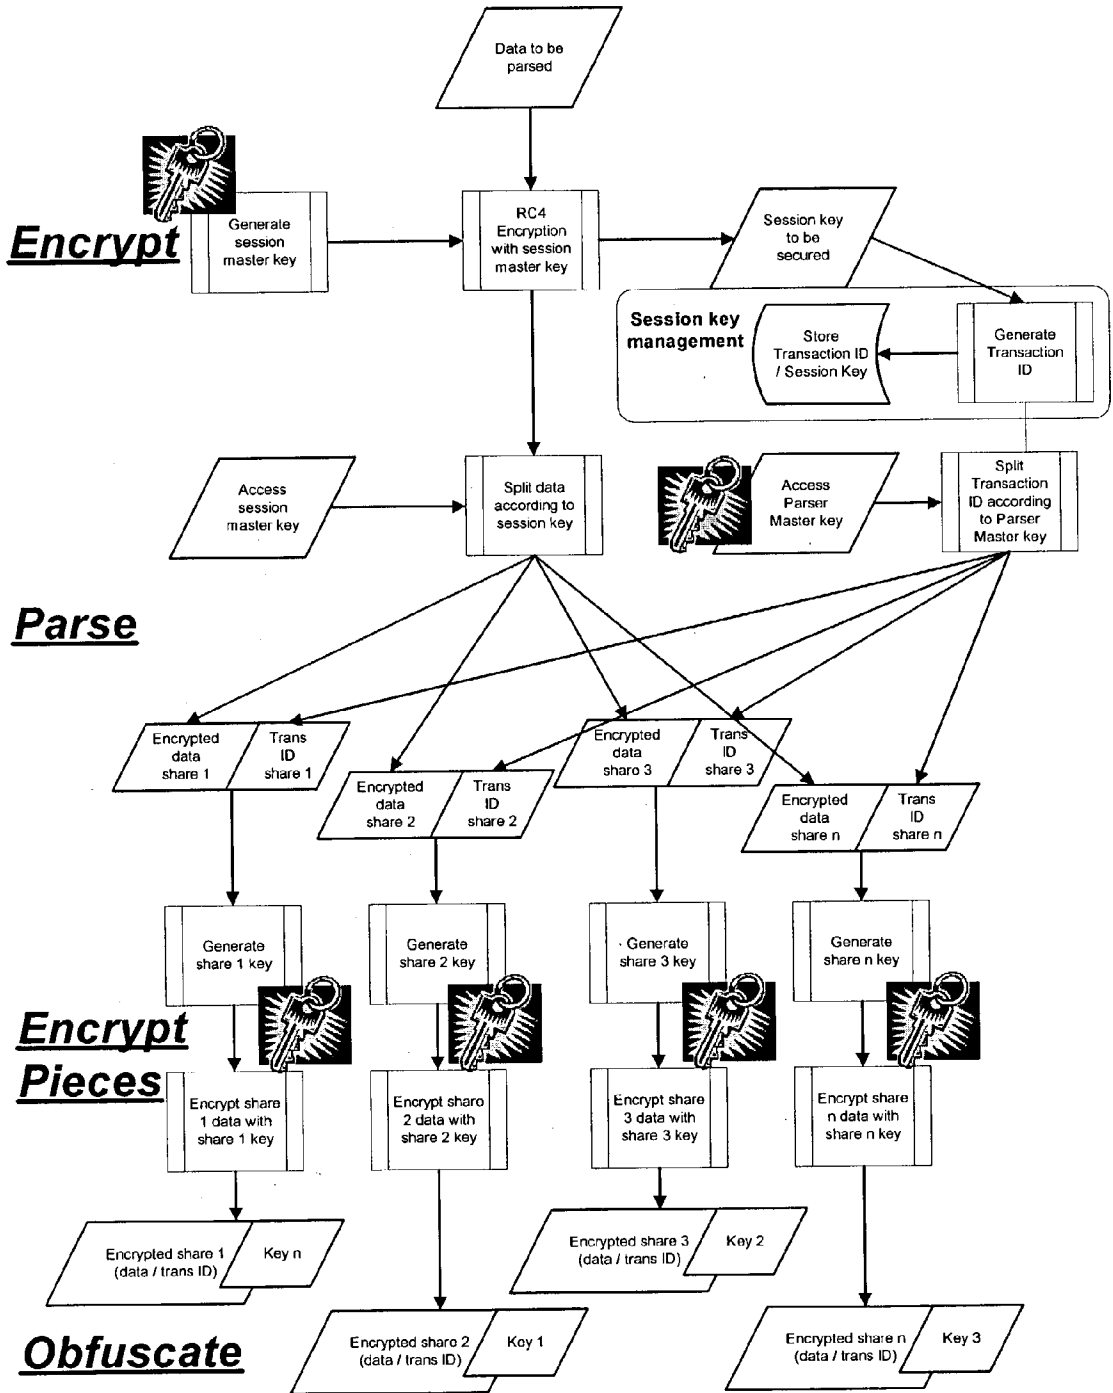 Data to be
parsed
Encrypt
Generate
session
master key
RC4
Encryption
with session
master key
Session key
to be
secured
Session key
management
Store
Transaction ID
/ Session Key
Generate
Transaction
ID
Access
session
master key
Split data
according to
session key
Access
Parser
Master key
Split
Transaction
ID according
to Parser
Master key
Parse
Encrypted
data
share 1
Trans
ID
share 1
Encrypted
data
share 2
Trans
ID
share 2
Encrypted
data
share 3
Trans
ID
share 3
Encrypted
data
share n
Trans
ID
share n
Generate
share 1 key
Generate
share 2 key
Generate
share 3 key
Generate
share n key
Encrypt
Pieces
Encrypt share
1 data with
share 1 key
Encrypt share
2 data with
share 2 key
Encrypt share
3 data with
share 3 key
Encrypt share
n data with
share n key
Encrypted share 1
(data / trans ID)
Key n
Encrypted share 3
(data / trans ID)
Key 2
Obfuscate
Encrypted share 2
(data / trans ID)
Key 1
Encrypted share n
(data / trans ID)
Key 3